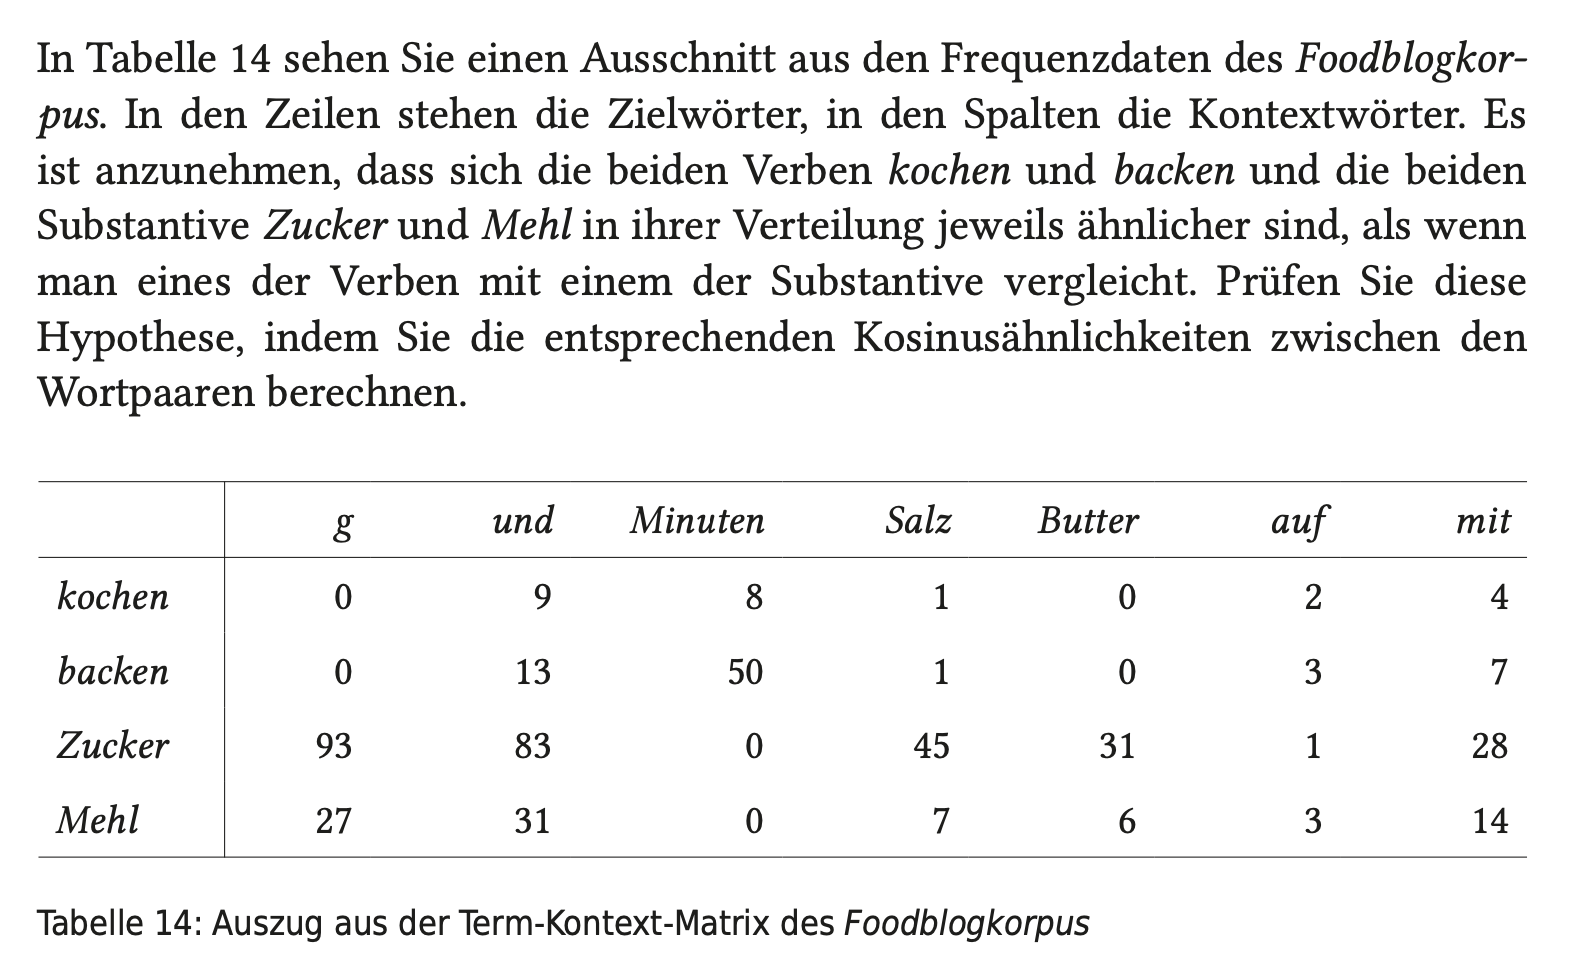 In Tabelle 14 sehen Sie einen Ausschnitt aus den Frequenzdaten des Foodblogkor-
pus. In den Zeilen stehen die Zielwörter, in den Spalten die Kontextwörter. Es
ist anzunehmen, dass sich die beiden Verben kochen und backen und die beiden
Substantive Zucker und Mehl in ihrer Verteilung jeweils ähnlicher sind, als wenn
man eines der Verben mit einem der Substantive vergleicht. Prüfen Sie diese
Hypothese, indem Sie die entsprechenden Kosinusähnlichkeiten zwischen den
Wortpaaren berechnen.
g und Minuten Salz Butter auf mit
kochen 0 9 8 1 0 2 4
backen 0 13 50 1 0 3 7
Zucker 93 83 0 45 31 1 28
Mehl 27 31 0 7 6 3 14
Tabelle 14: Auszug aus der Term-Kontext-Matrix des Foodblogkorpus